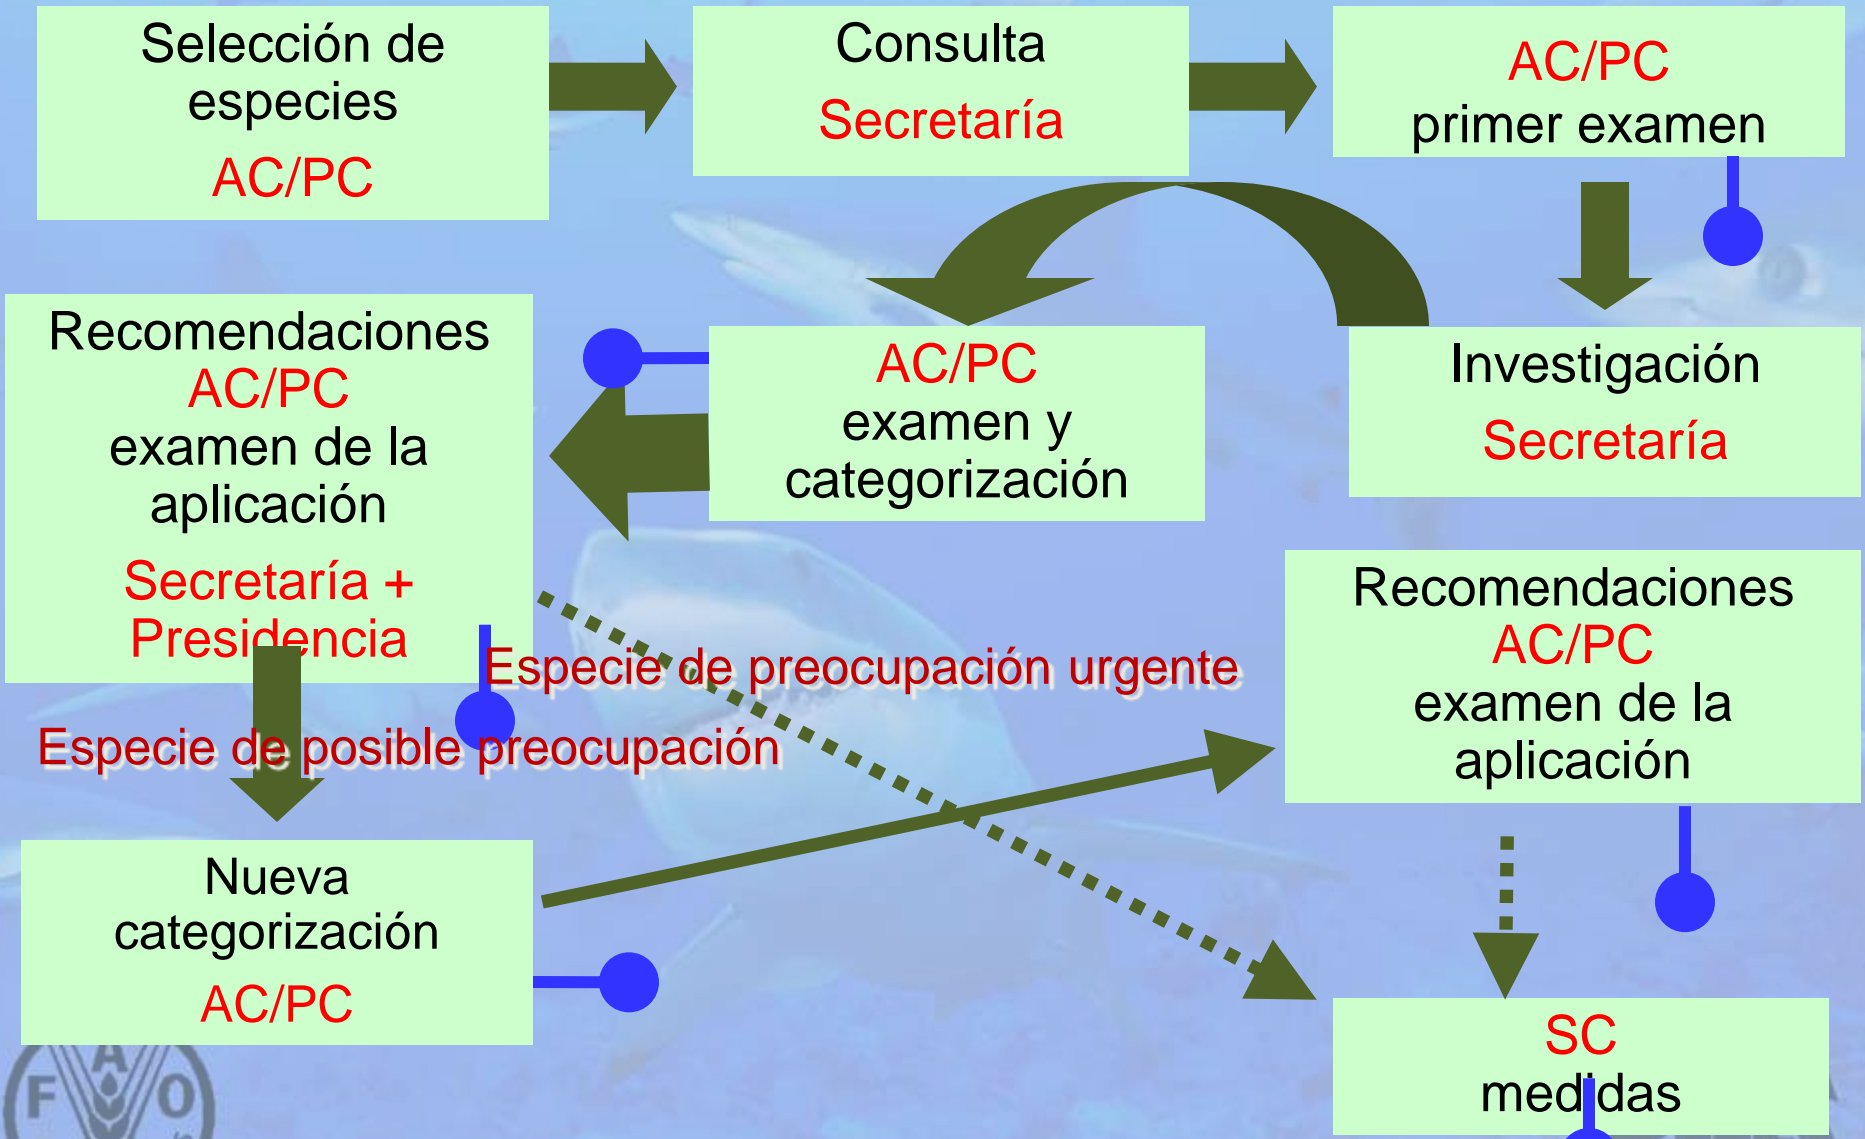 Selección de
especies
AC/PC
Consulta
Secretaría
AC/PC
primer examen
Recomendaciones
AC/PC
examen de la
aplicación
Secretaría +
Presidencia
AC/PC
examen y
categorización
Investigación
Secretaría
Especie de preocupación urgente
Especie de posible preocupación
Recomendaciones
AC/PC
examen de la
aplicación
Nueva
categorización
AC/PC
SC
medidas
FAO